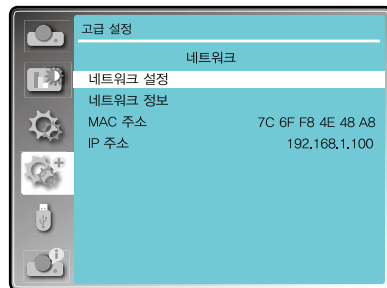 고급 설정
네트워크
네트워크 설정
네트워크 정보
MAC 주소 7C 6F F8 4E 48 A8
IP 주소 192.168.1.100